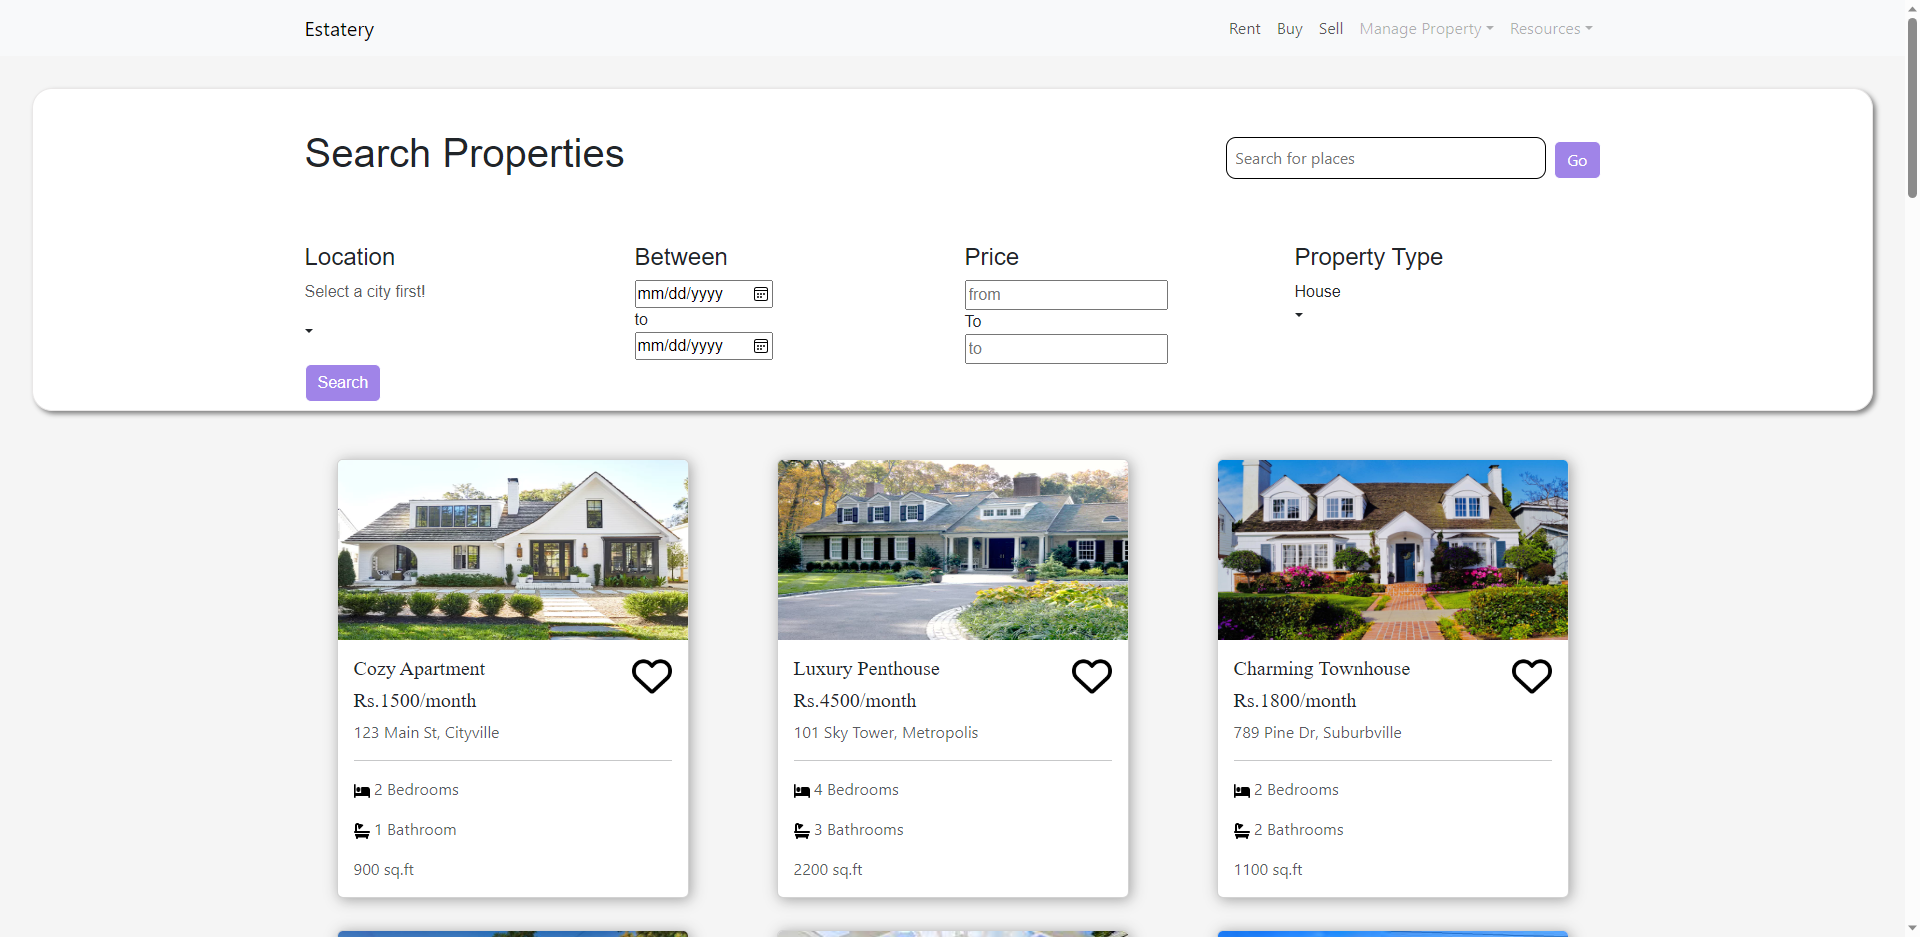 Estatery
Rent Buy Sell Manage Property Resources
Search Properties
Search for places
Go
Location
Select a city first!
Search
Between
mm/dd/yyyy
to
mm/dd/yyyy
Price
from
To
to
Property Type
House
Cozy Apartment
Rs.1500/month
123 Main St, Cityville
2 Bedrooms
1 Bathroom
900 sq.ft
Luxury Penthouse
Rs.4500/month
101 Sky Tower, Metropolis
4 Bedrooms
3 Bathrooms
2200 sq.ft
Charming Townhouse
Rs.1800/month
789 Pine Dr, Suburbville
2 Bedrooms
2 Bathrooms
1100 sq.ft